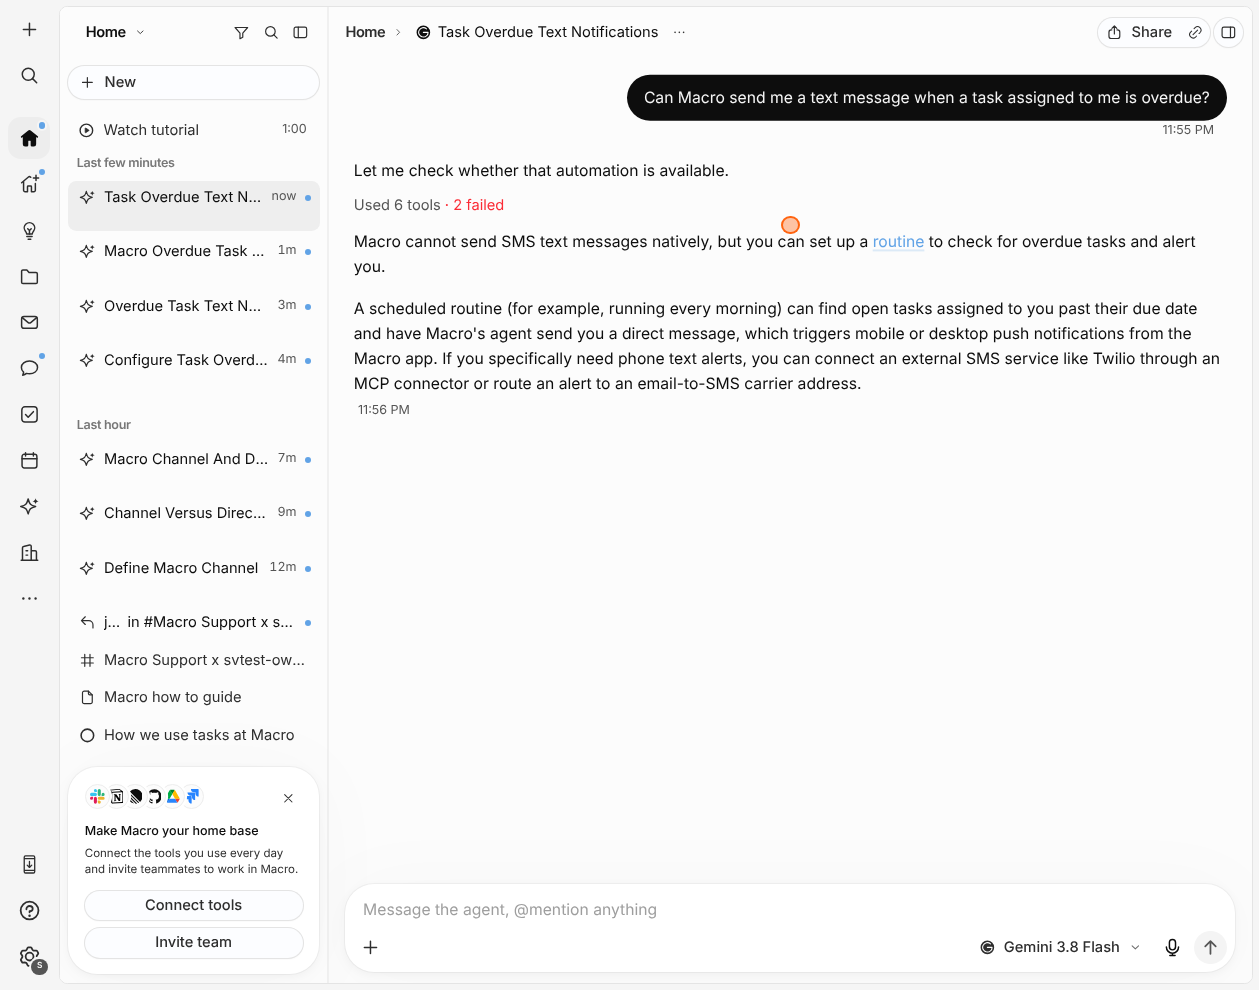 Home
New
Watch tutorial 1:00
Last few minutes
Task Overdue Text N... now
Macro Overdue Task ... 1m
Overdue Task Text N... 3m
Configure Task Overd... 4m
Last hour
Macro Channel And D... 7m
Channel Versus Direc... 9m
Define Macro Channel 12m
j... in #Macro Support x s...
Macro Support x svtest-ow...
Macro how to guide
How we use tasks at Macro
Make Macro your home base
Connect the tools you use every day
and invite teammates to work in Macro.
Connect tools
Invite team
S
Home › Task Overdue Text Notifications ...
Share
Can Macro send me a text message when a task assigned to me is overdue?
11:55 PM
Let me check whether that automation is available.
Used 6 tools · 2 failed
Macro cannot send SMS text messages natively, but you can set up a routine to check for overdue tasks and alert
you.
A scheduled routine (for example, running every morning) can find open tasks assigned to you past their due date
and have Macro's agent send you a direct message, which triggers mobile or desktop push notifications from the
Macro app. If you specifically need phone text alerts, you can connect an external SMS service like Twilio through an
MCP connector or route an alert to an email-to-SMS carrier address.
11:56 PM
Message the agent, @mention anything
Gemini 3.8 Flash